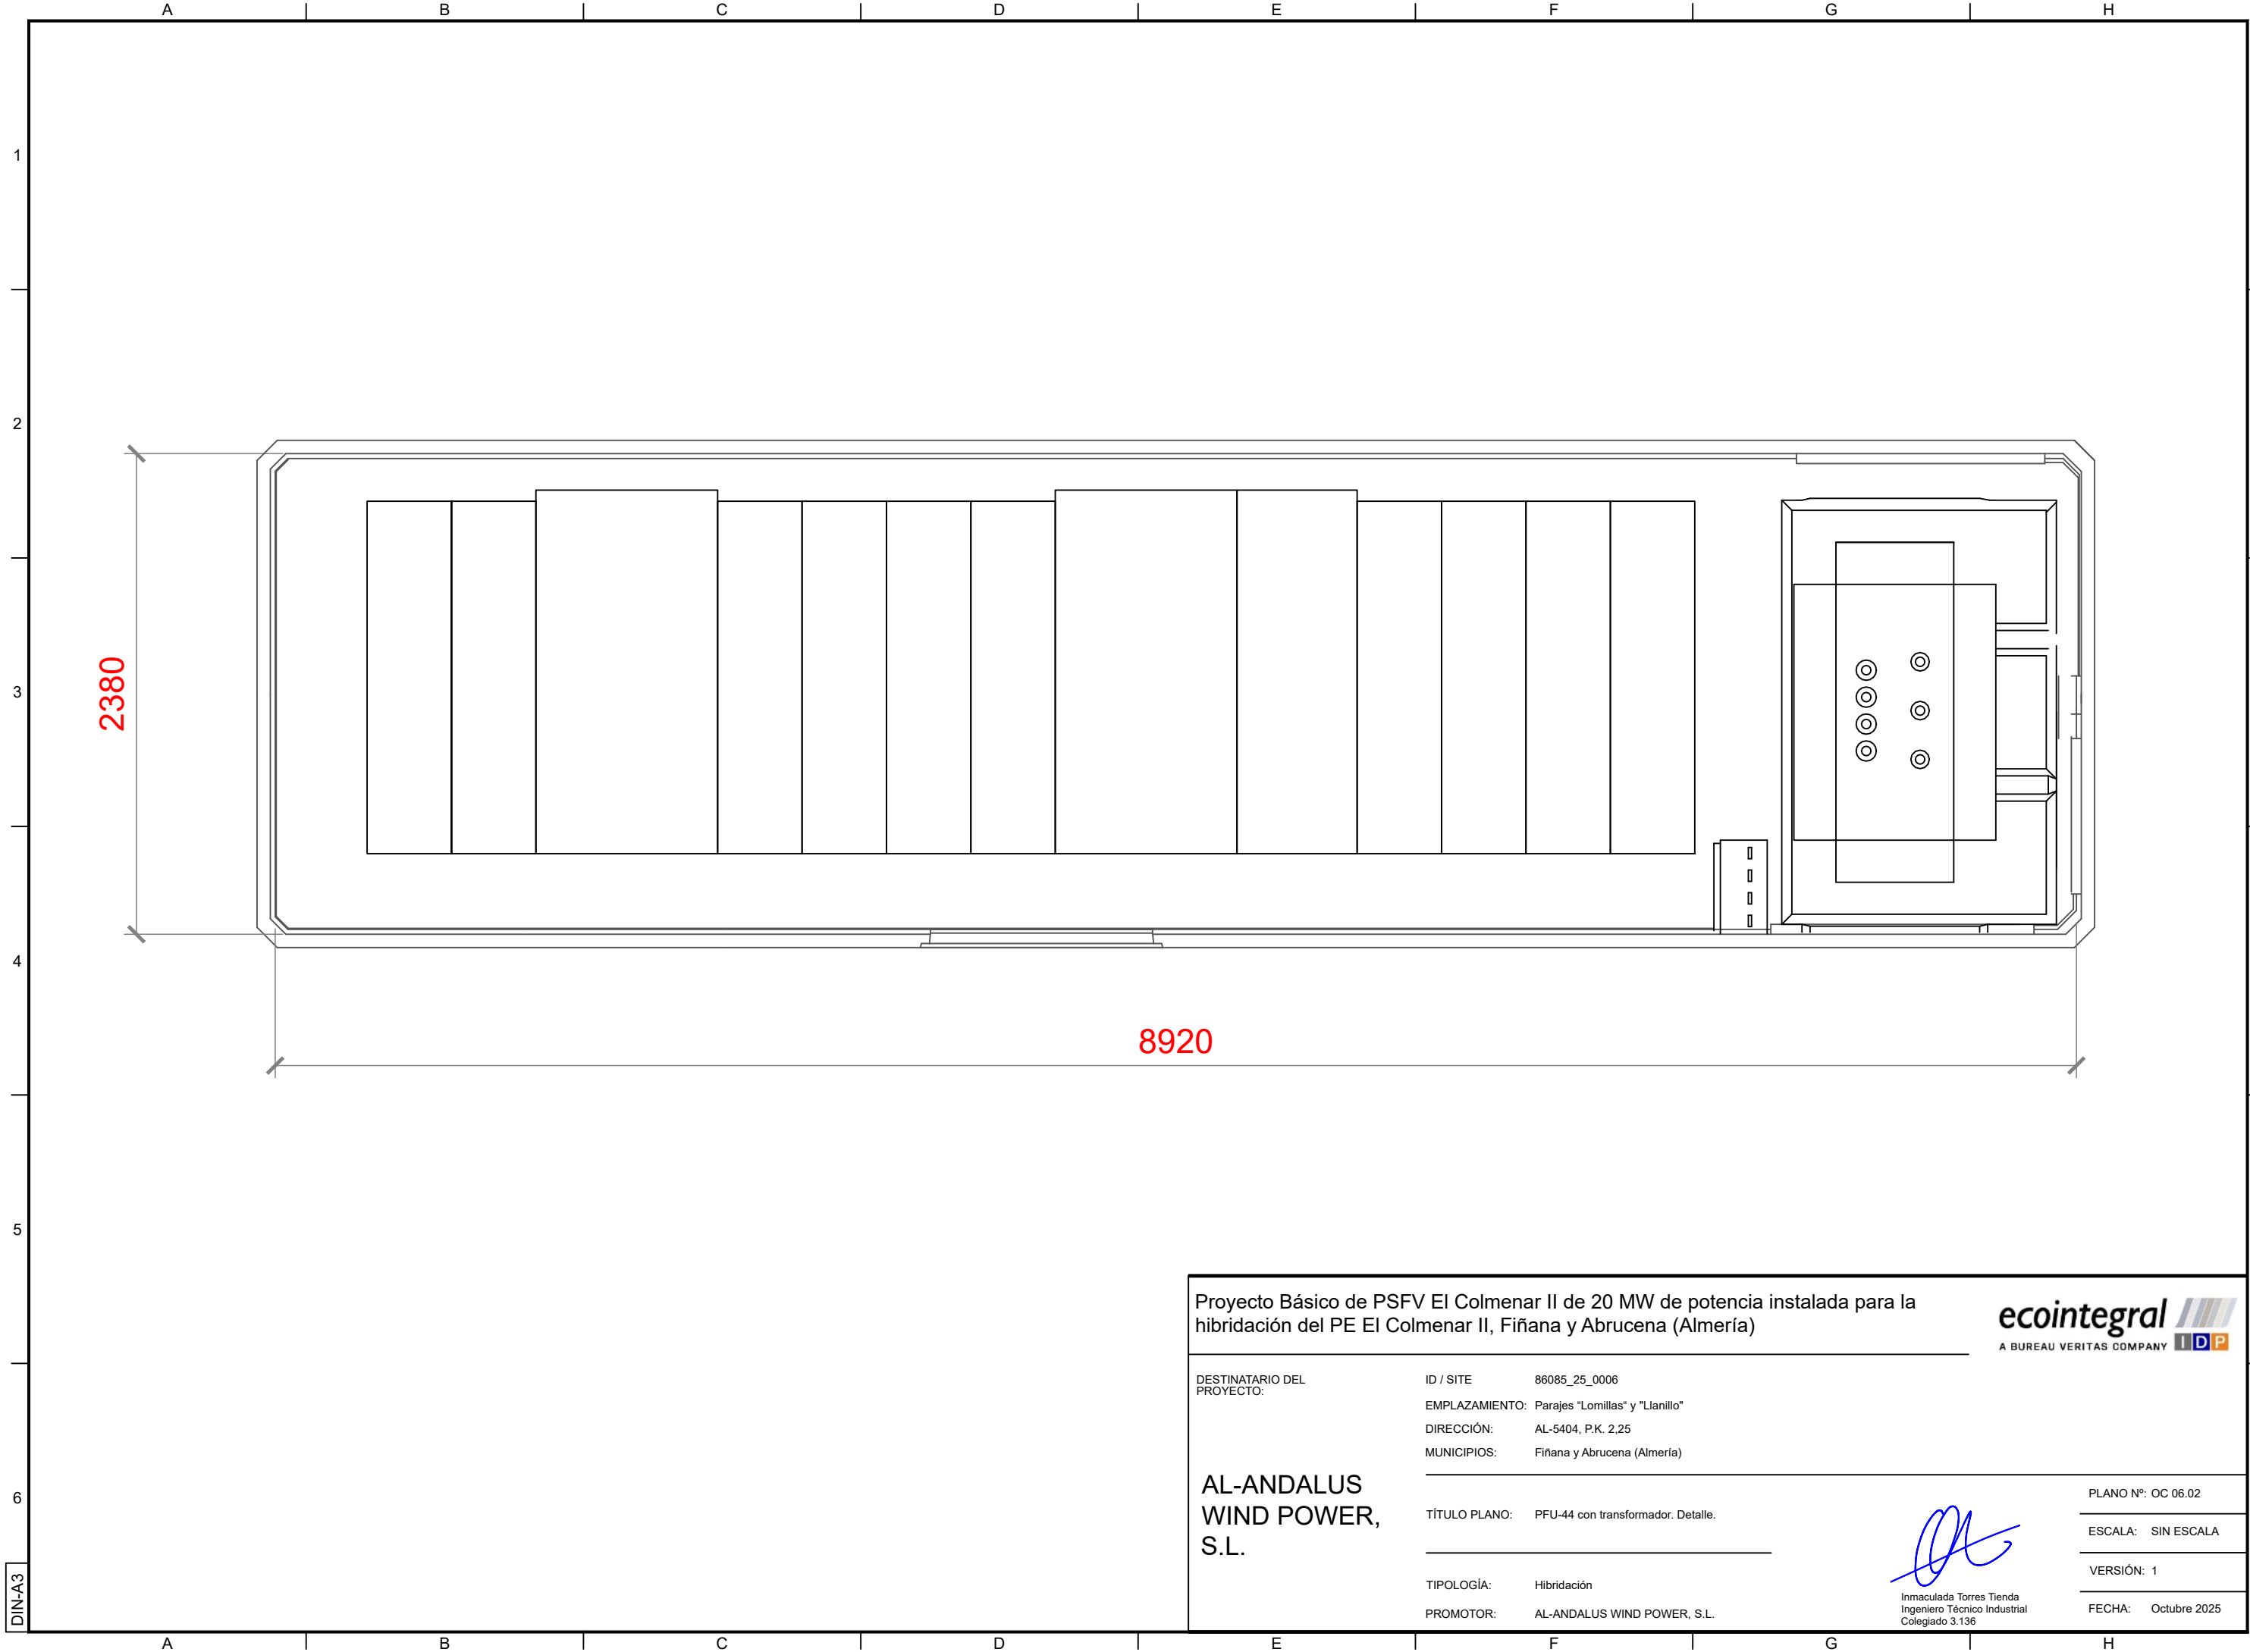 A B C D E F G H
1
2
3
4
5
6
2380
8920
DIN-A3
Proyecto Básico de PSFV El Colmenar II de 20 MW de potencia instalada para la
hibridación del PE El Colmenar II, Fiñana y Abrucena (Almería)
ecointegral
A BUREAU VERITAS COMPANY IDP
DESTINATARIO DEL
PROYECTO:
AL-ANDALUS
WIND POWER,
S.L.
ID / SITE 86085_25_0006
EMPLAZAMIENTO: Parajes “Lomillas“ y "Llanillo"
DIRECCIÓN: AL-5404, P.K. 2,25
MUNICIPIOS: Fiñana y Abrucena (Almería)
TÍTULO PLANO: PFU-44 con transformador. Detalle.
TIPOLOGÍA: Hibridación
PROMOTOR: AL-ANDALUS WIND POWER, S.L.
Inmaculada Torres Tienda
Ingeniero Técnico Industrial
Colegiado 3.136
PLANO Nº: OC 06.02
ESCALA: SIN ESCALA
VERSIÓN: 1
FECHA: Octubre 2025
A B C D E F G H